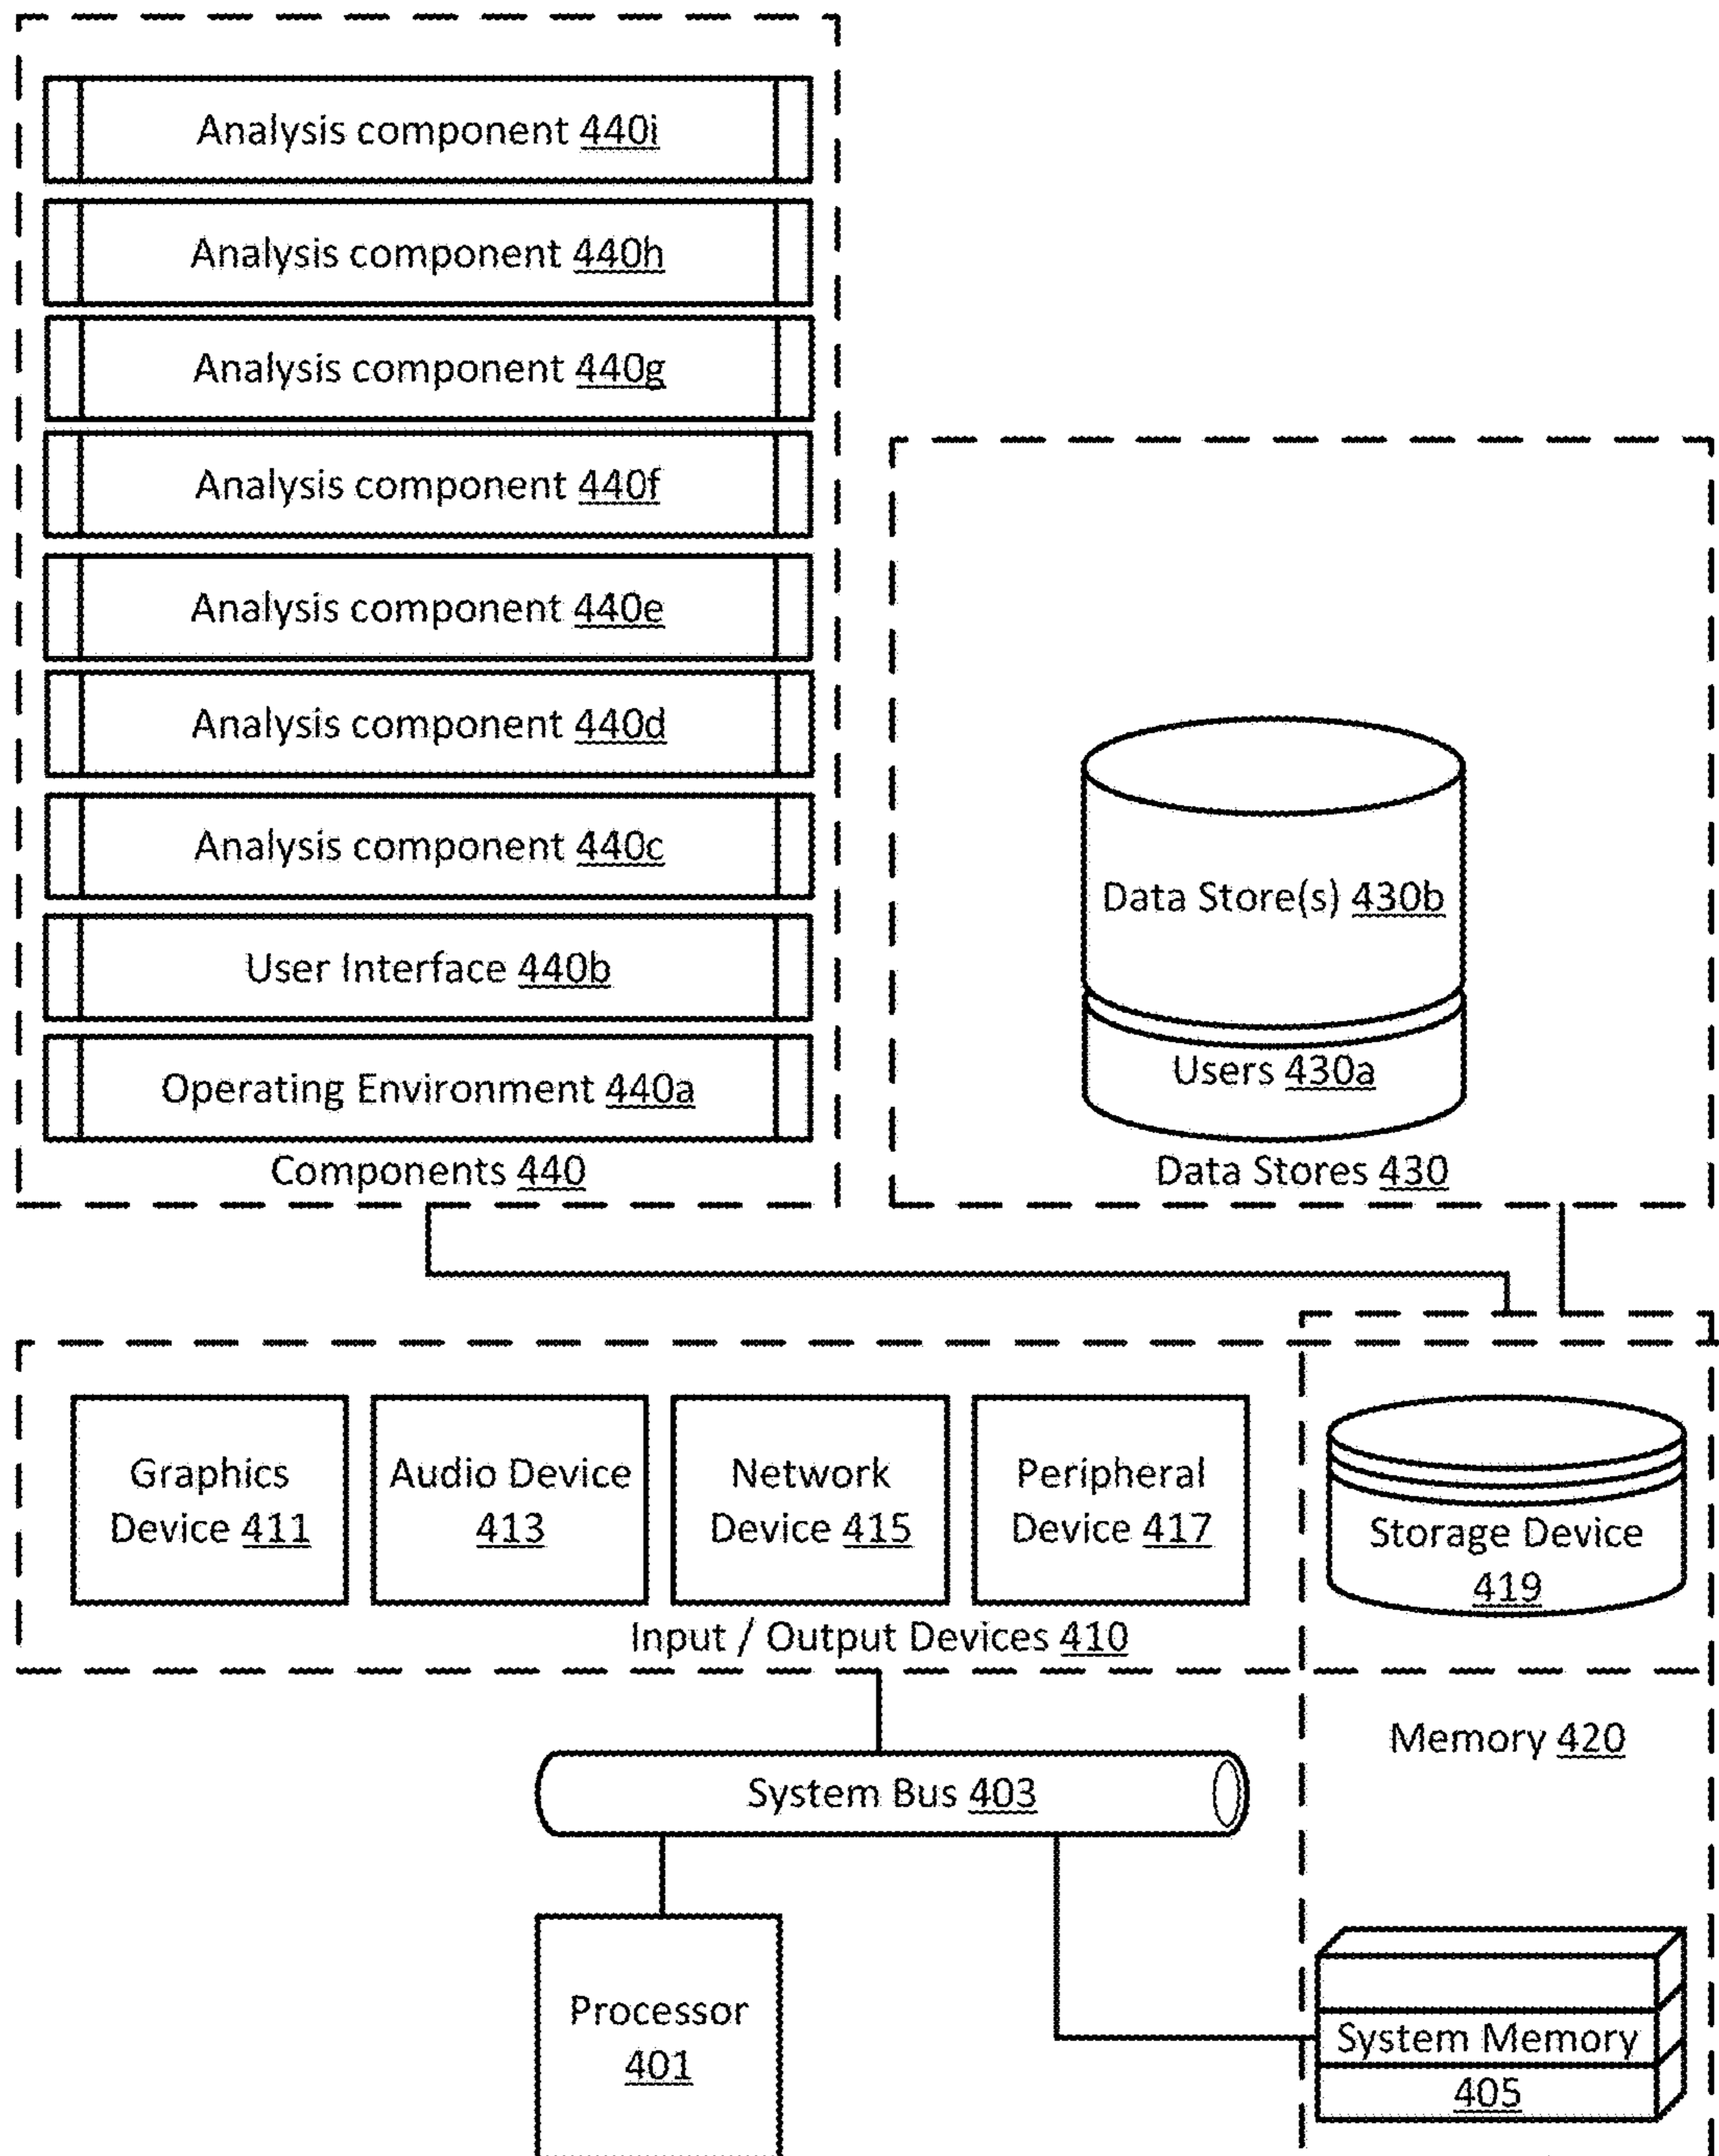 Analysis component 440i
Analysis component 440h
Analysis component 440g
Analysis component 440f
Analysis component 440e
Analysis component 440d
Analysis component 440c
User Interface 440b
Operating Environment 440a
Components 440
Data Store(s) 430b
Users 430a
Data Stores 430
Graphics
Device 411
Audio Device
413
Network
Device 415
Peripheral
Device 417
Storage Device
419
Input / Output Devices 410
Memory 420
System Bus 403
Processor
401
System Memory
405